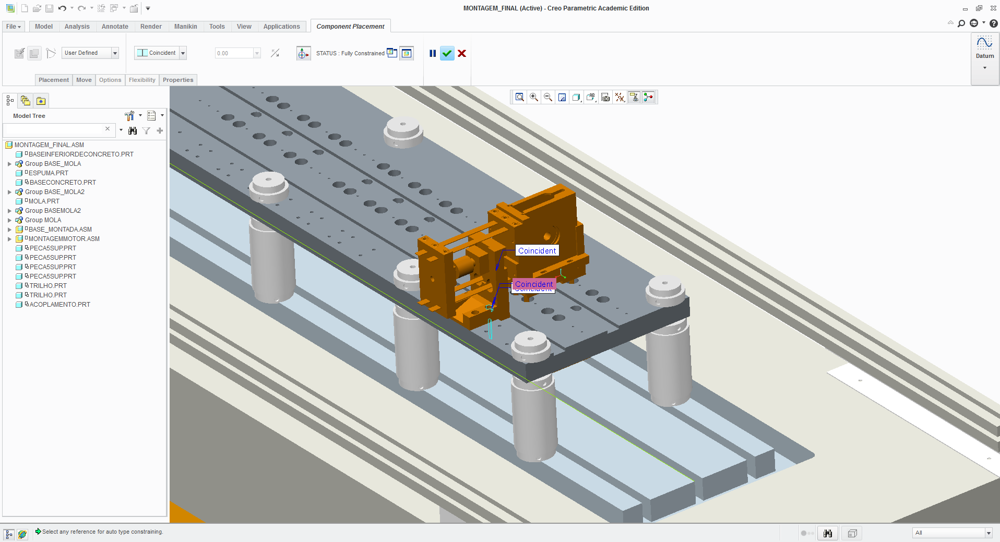 MONTAGEM_FINAL (Active) - Creo Parametric Academic Edition
File Model Analysis Annotate Render Manikin Tools View Applications Component Placement
User Defined Coincident 0.00 STATUS : Fully Constrained
Datum
Placement Move Options Flexibility Properties
Model Tree
MONTAGEM_FINAL.ASM
BASEINFERIORDECONCRETO.PRT
Group BASE_MOLA
ESPUMA.PRT
BASECONCRETO.PRT
Group BASE_MOLA2
MOLA.PRT
Group BASEMOLA2
Group MOLA
BASE_MONTADA.ASM
MONTAGEMMOTOR.ASM
PECA5SUP.PRT
PECA5SUP.PRT
PECA5SUP.PRT
PECA5SUP.PRT
TRILHO.PRT
TRILHO.PRT
ACOPLAMENTO.PRT
Coincident
Coincident
Coincident
Select any reference for auto type constraining.
All